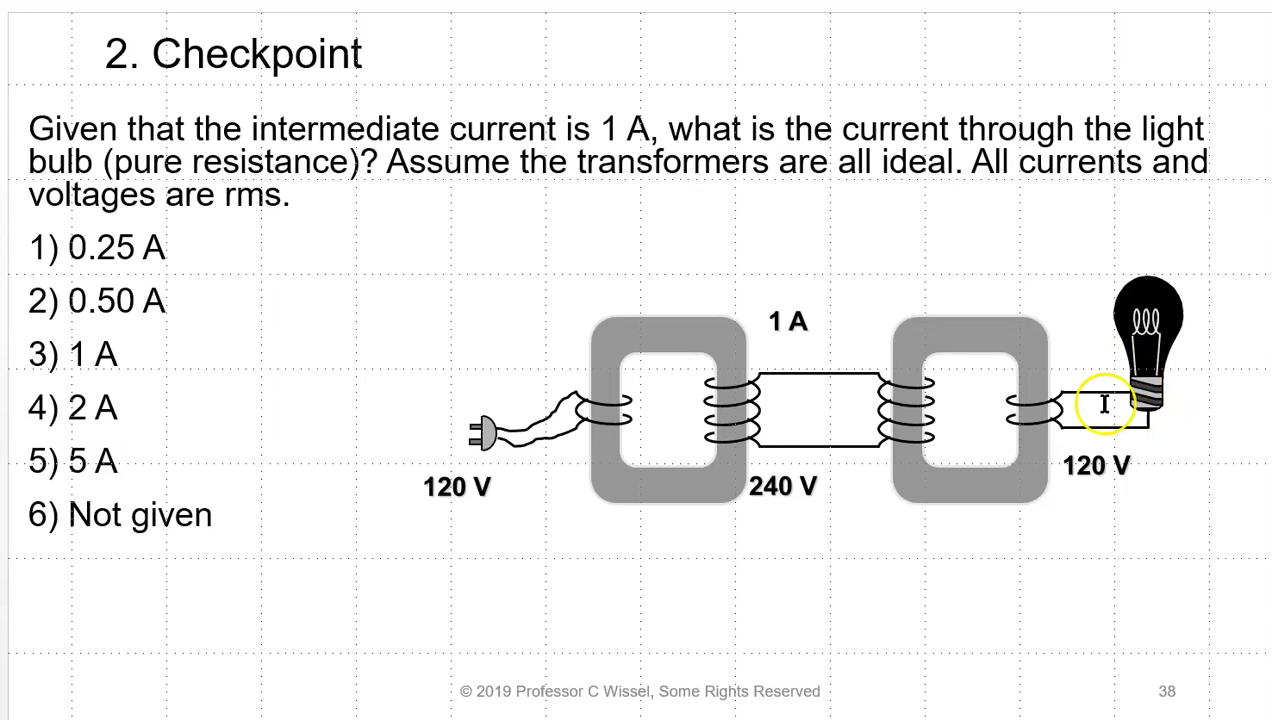 2. Checkpoint
Given that the intermediate current is 1 A, what is the current through the light
bulb (pure resistance)? Assume the transformers are all ideal. All currents and
voltages are rms.
1) 0.25 A
2) 0.50 A
3) 1 A
4) 2 A
5) 5 A
6) Not given
1 A
120 V
240 V
120 V
© 2019 Professor C Wissel, Some Rights Reserved
38